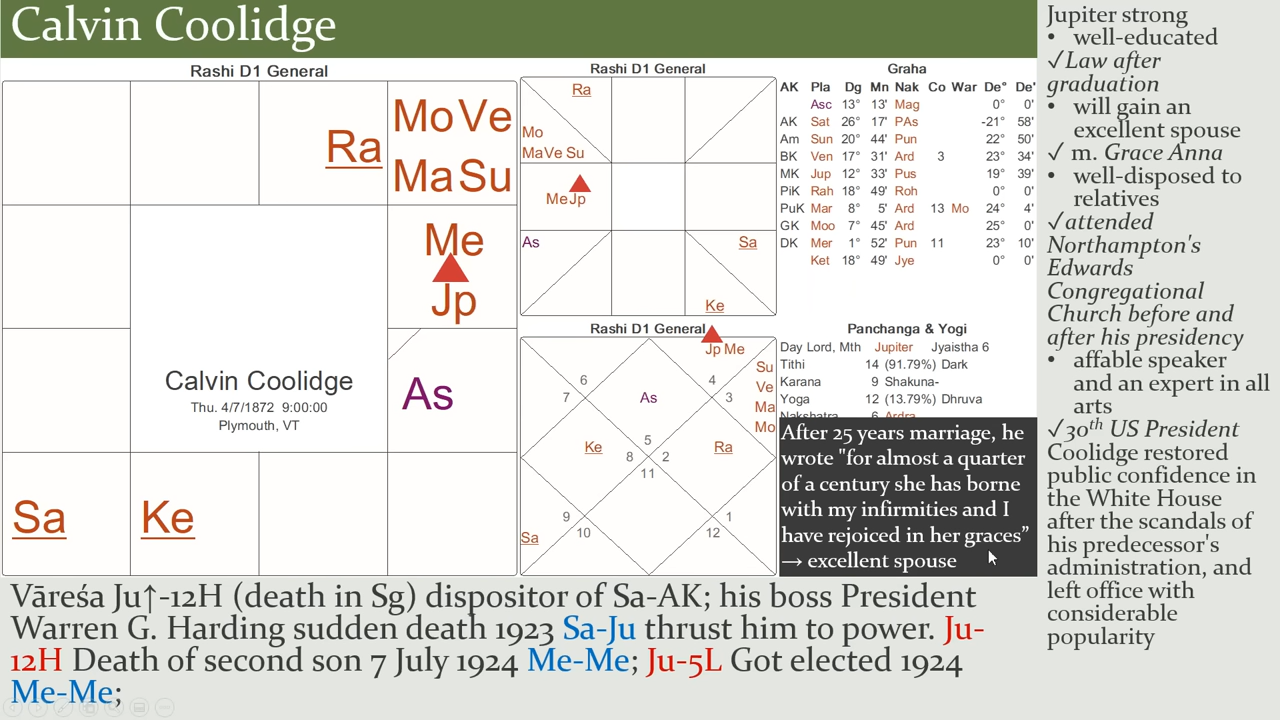 Calvin Coolidge
Rashi D1 General
Ra
Mo Ve
Ma Su
Me
Jp
As
Calvin Coolidge
Thu. 4/7/1872 9:00:00
Plymouth, VT
Sa
Ke
Rashi D1 General
Ra
Mo
MaVe Su
MeJp
As
Sa
Ke
Rashi D1 General
Jp Me
Su
Ve
Ma
Mo
6
7
As
4
3
Ke
5
8
2
11
Ra
9
10
Sa
1
12
Graha
AK Pla Dg Mn Nak Co War De° De'
Asc 13° 13' Mag 0° 0'
AK Sat 26° 17' PAs -21° 58'
Am Sun 20° 44' Pun 22° 50'
BK Ven 17° 31' Ard 3 23° 34'
MK Jup 12° 33' Pus 19° 39'
PiK Rah 18° 49' Roh 0° 0'
PuK Mar 8° 5' Ard 13 Mo 24° 4'
GK Moo 7° 45' Ard 25° 0'
DK Mer 1° 52' Pun 11 23° 10'
Ket 18° 49' Jye 0° 0'
Panchanga & Yogi
Day Lord, Mth Jupiter Jyaistha 6
Tithi 14 (91.79%) Dark
Karana 9 Shakuna-
Yoga 12 (13.79%) Dhruva
Nakshatra 6 Ardra
After 25 years marriage, he
wrote "for almost a quarter
of a century she has borne
with my infirmities and I
have rejoiced in her graces”
→ excellent spouse
Vāreśa Ju↑-12H (death in Sg) dispositor of Sa-AK; his boss President
Warren G. Harding sudden death 1923 Sa-Ju thrust him to power. Ju-
12H Death of second son 7 July 1924 Me-Me; Ju-5L Got elected 1924
Me-Me;
Jupiter strong
• well-educated
✓Law after
graduation
• will gain an
excellent spouse
✓ m. Grace Anna
• well-disposed to
relatives
✓attended
Northampton's
Edwards
Congregational
Church before and
after his presidency
• affable speaker
and an expert in all
arts
✓30th US President
Coolidge restored
public confidence in
the White House
after the scandals of
his predecessor's
administration, and
left office with
considerable
popularity